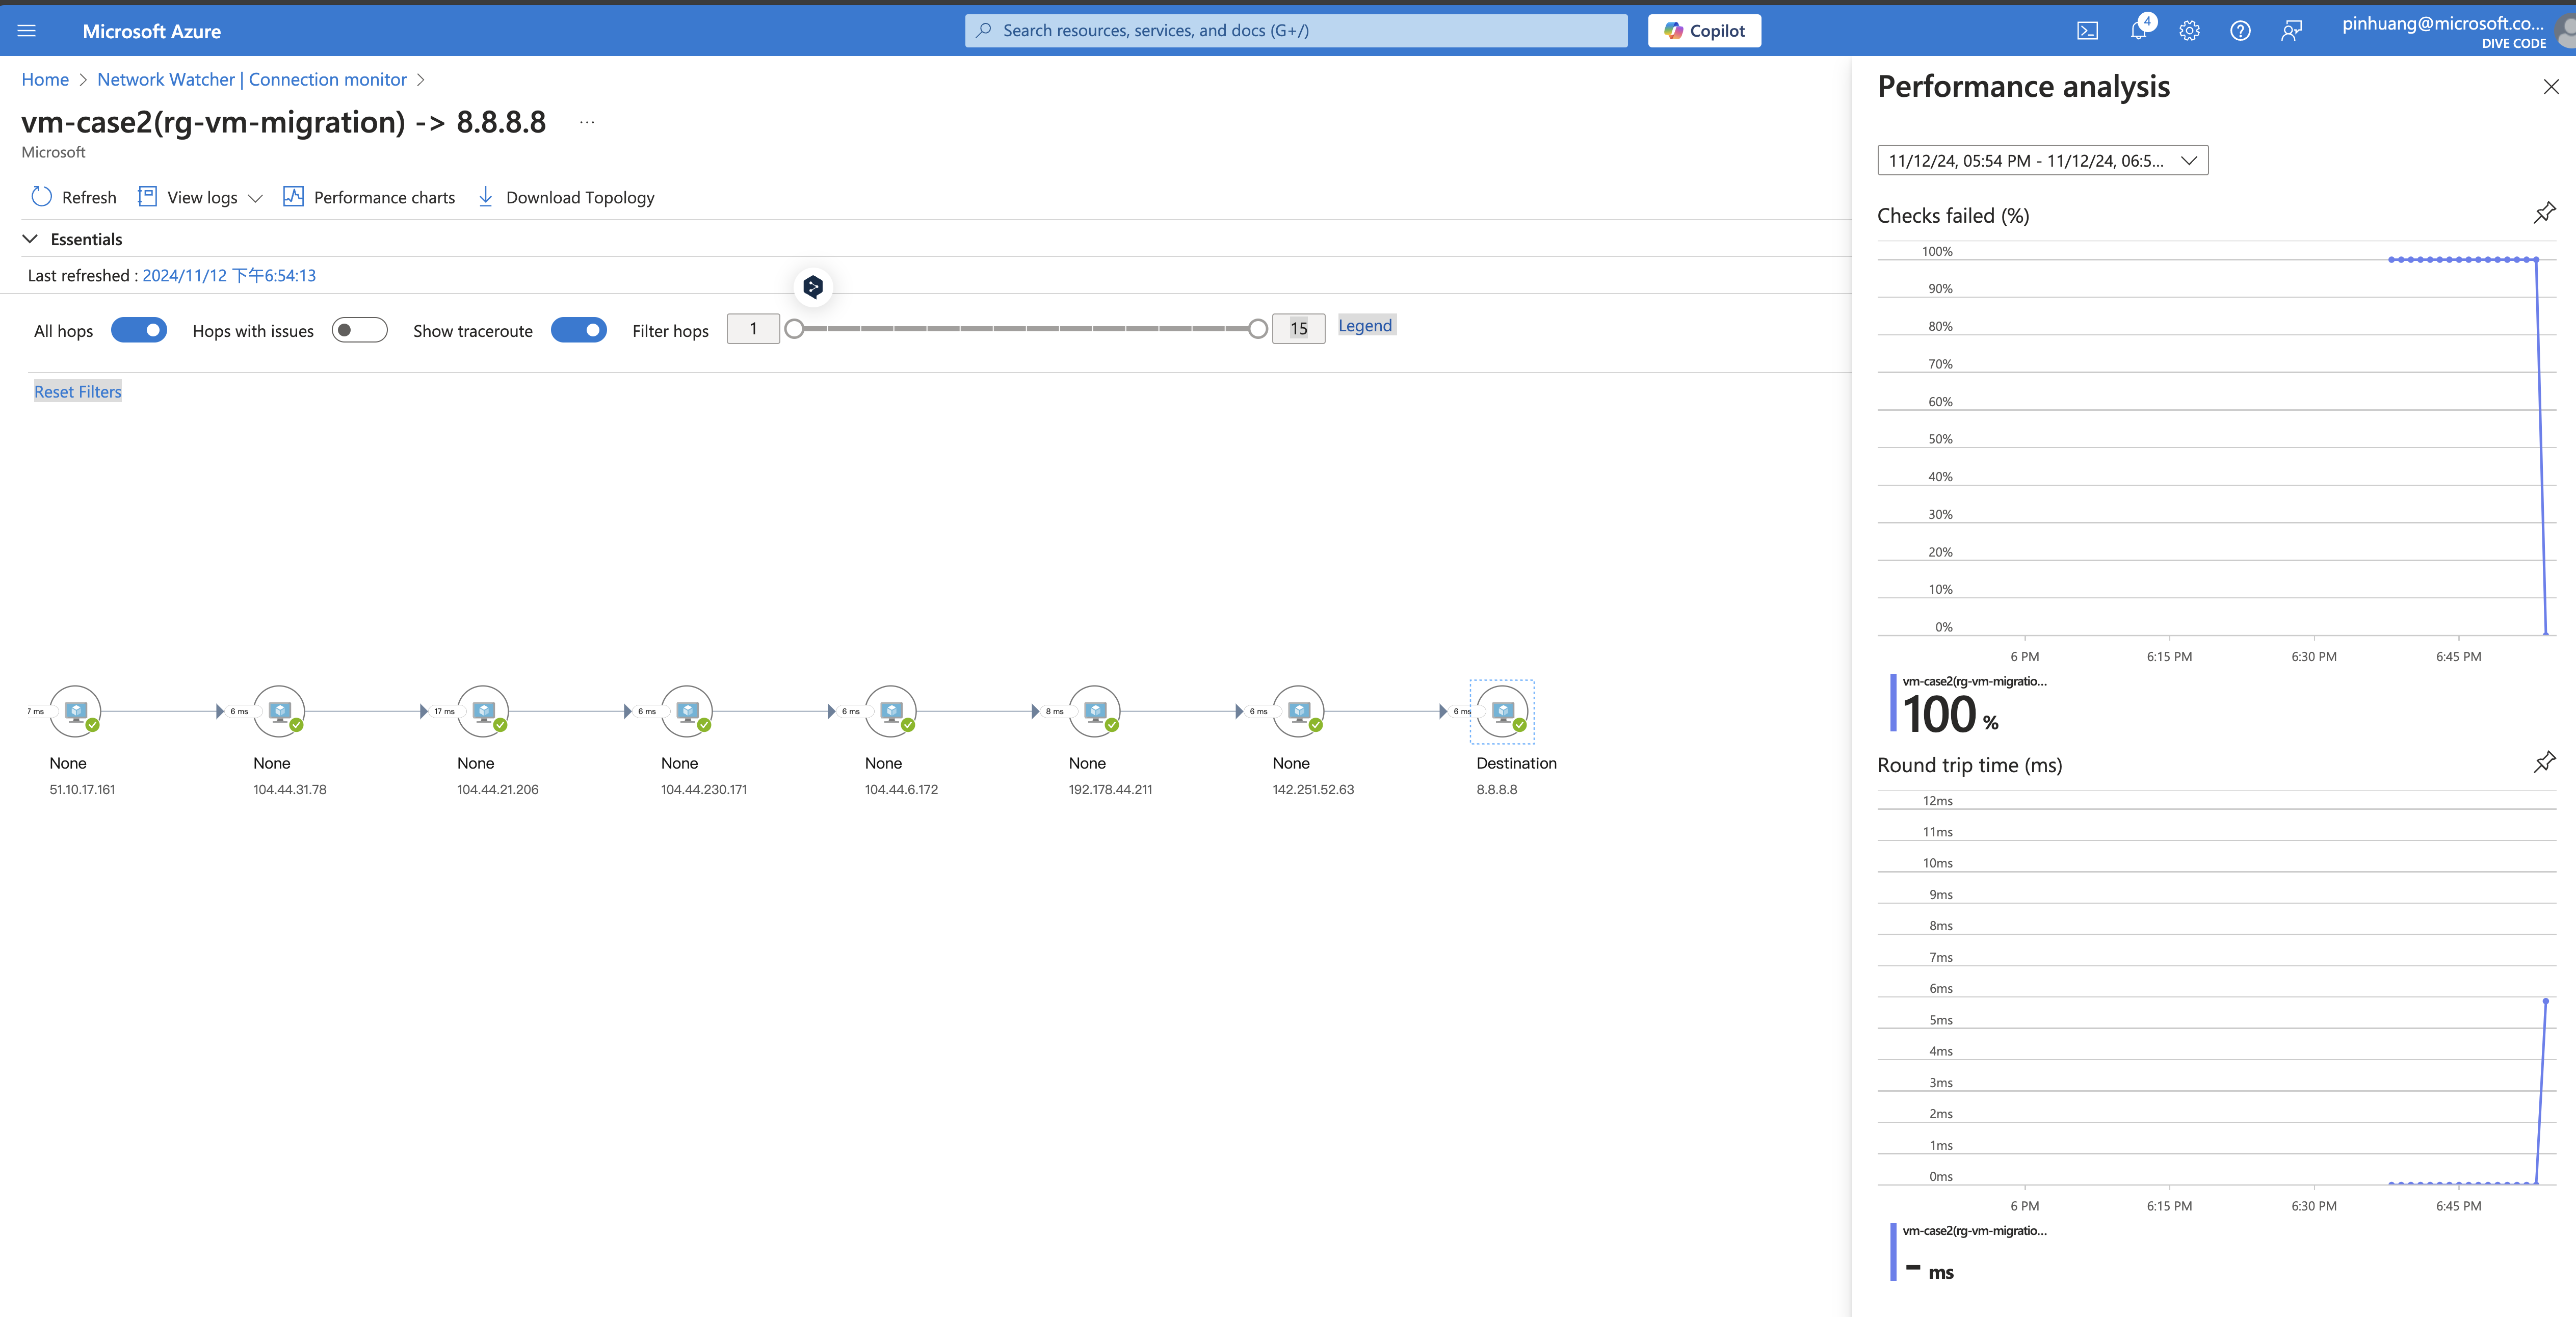 Microsoft Azure
Search resources, services, and docs (G+/)
Copilot
4
pinhuang@microsoft.co...
DIVE CODE
Home > Network Watcher | Connection monitor >
vm-case2(rg-vm-migration) -> 8.8.8.8 ...
Microsoft
Refresh
View logs
Performance charts
Download Topology
Essentials
Last refreshed : 2024/11/12 下午6:54:13
All hops
Hops with issues
Show traceroute
Filter hops
1
15
Legend
Reset Filters
7 ms
6 ms
17 ms
6 ms
6 ms
8 ms
6 ms
6 ms
None
51.10.17.161
None
104.44.31.78
None
104.44.21.206
None
104.44.230.171
None
104.44.6.172
None
192.178.44.211
None
142.251.52.63
Destination
8.8.8.8
Performance analysis
11/12/24, 05:54 PM - 11/12/24, 06:5...
Checks failed (%)
100%
90%
80%
70%
60%
50%
40%
30%
20%
10%
0%
6 PM
6:15 PM
6:30 PM
6:45 PM
vm-case2(rg-vm-migratio...
100 %
Round trip time (ms)
12ms
11ms
10ms
9ms
8ms
7ms
6ms
5ms
4ms
3ms
2ms
1ms
0ms
6 PM
6:15 PM
6:30 PM
6:45 PM
vm-case2(rg-vm-migratio...
- ms